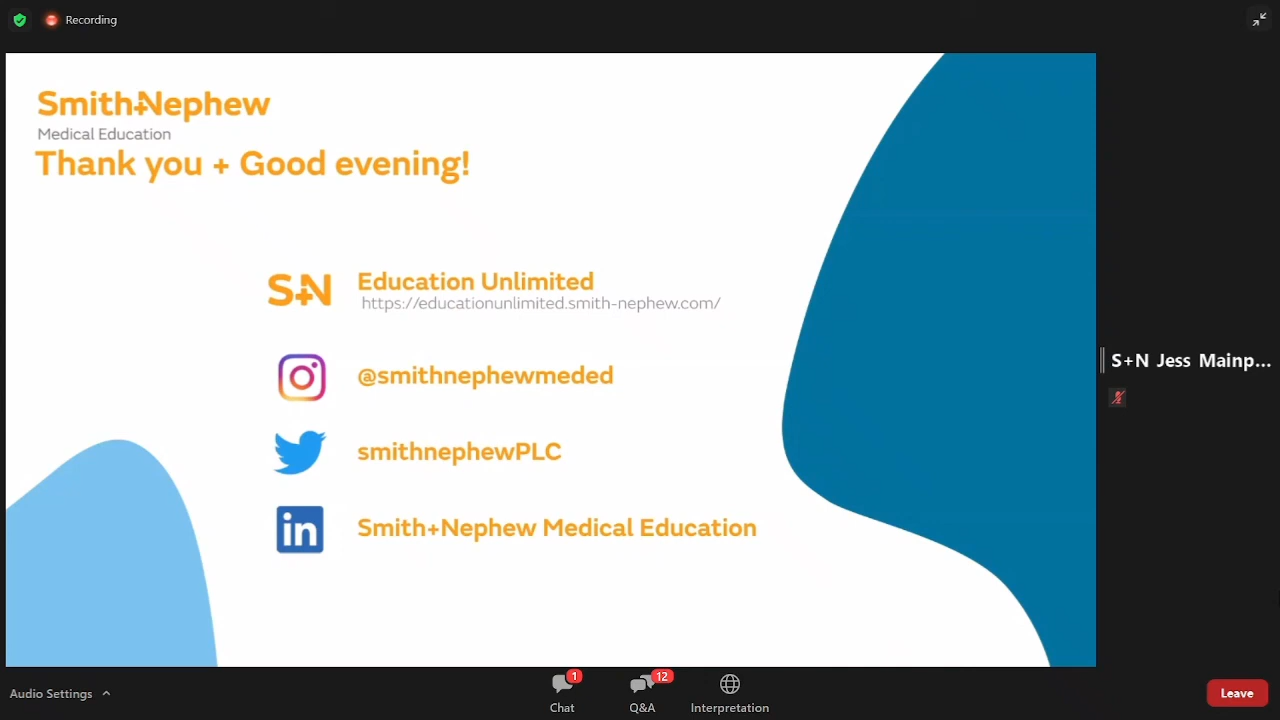 Recording
Smith+Nephew
Medical Education
Thank you + Good evening!
S+N
Education Unlimited
https://educationunlimited.smith-nephew.com/
@smithnephewmeded
smithnephewPLC
in
Smith+Nephew Medical Education
S+N Jess Mainp...
Audio Settings
1
Chat
12
Q&A
Interpretation
Leave